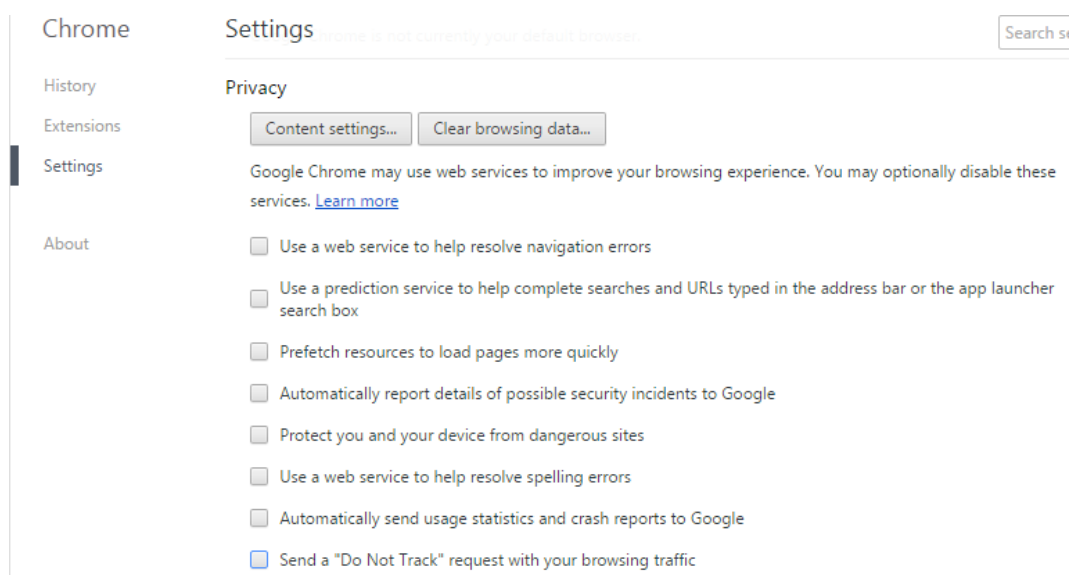 Chrome
Settings
Chrome is not currently your default browser.
Search se
History
Extensions
Settings
About
Privacy
Content settings...
Clear browsing data...
Google Chrome may use web services to improve your browsing experience. You may optionally disable these
services. Learn more
Use a web service to help resolve navigation errors
Use a prediction service to help complete searches and URLs typed in the address bar or the app launcher
search box
Prefetch resources to load pages more quickly
Automatically report details of possible security incidents to Google
Protect you and your device from dangerous sites
Use a web service to help resolve spelling errors
Automatically send usage statistics and crash reports to Google
Send a "Do Not Track" request with your browsing traffic